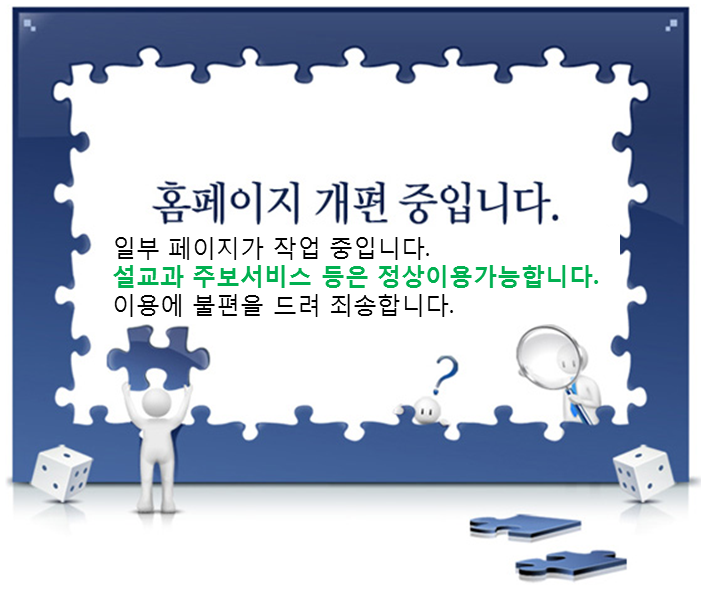 홈페이지 개편 중입니다.
일부 페이지가 작업 중입니다.
설교과 주보서비스 등은 정상이용가능합니다.
이용에 불편을 드려 죄송합니다.
?